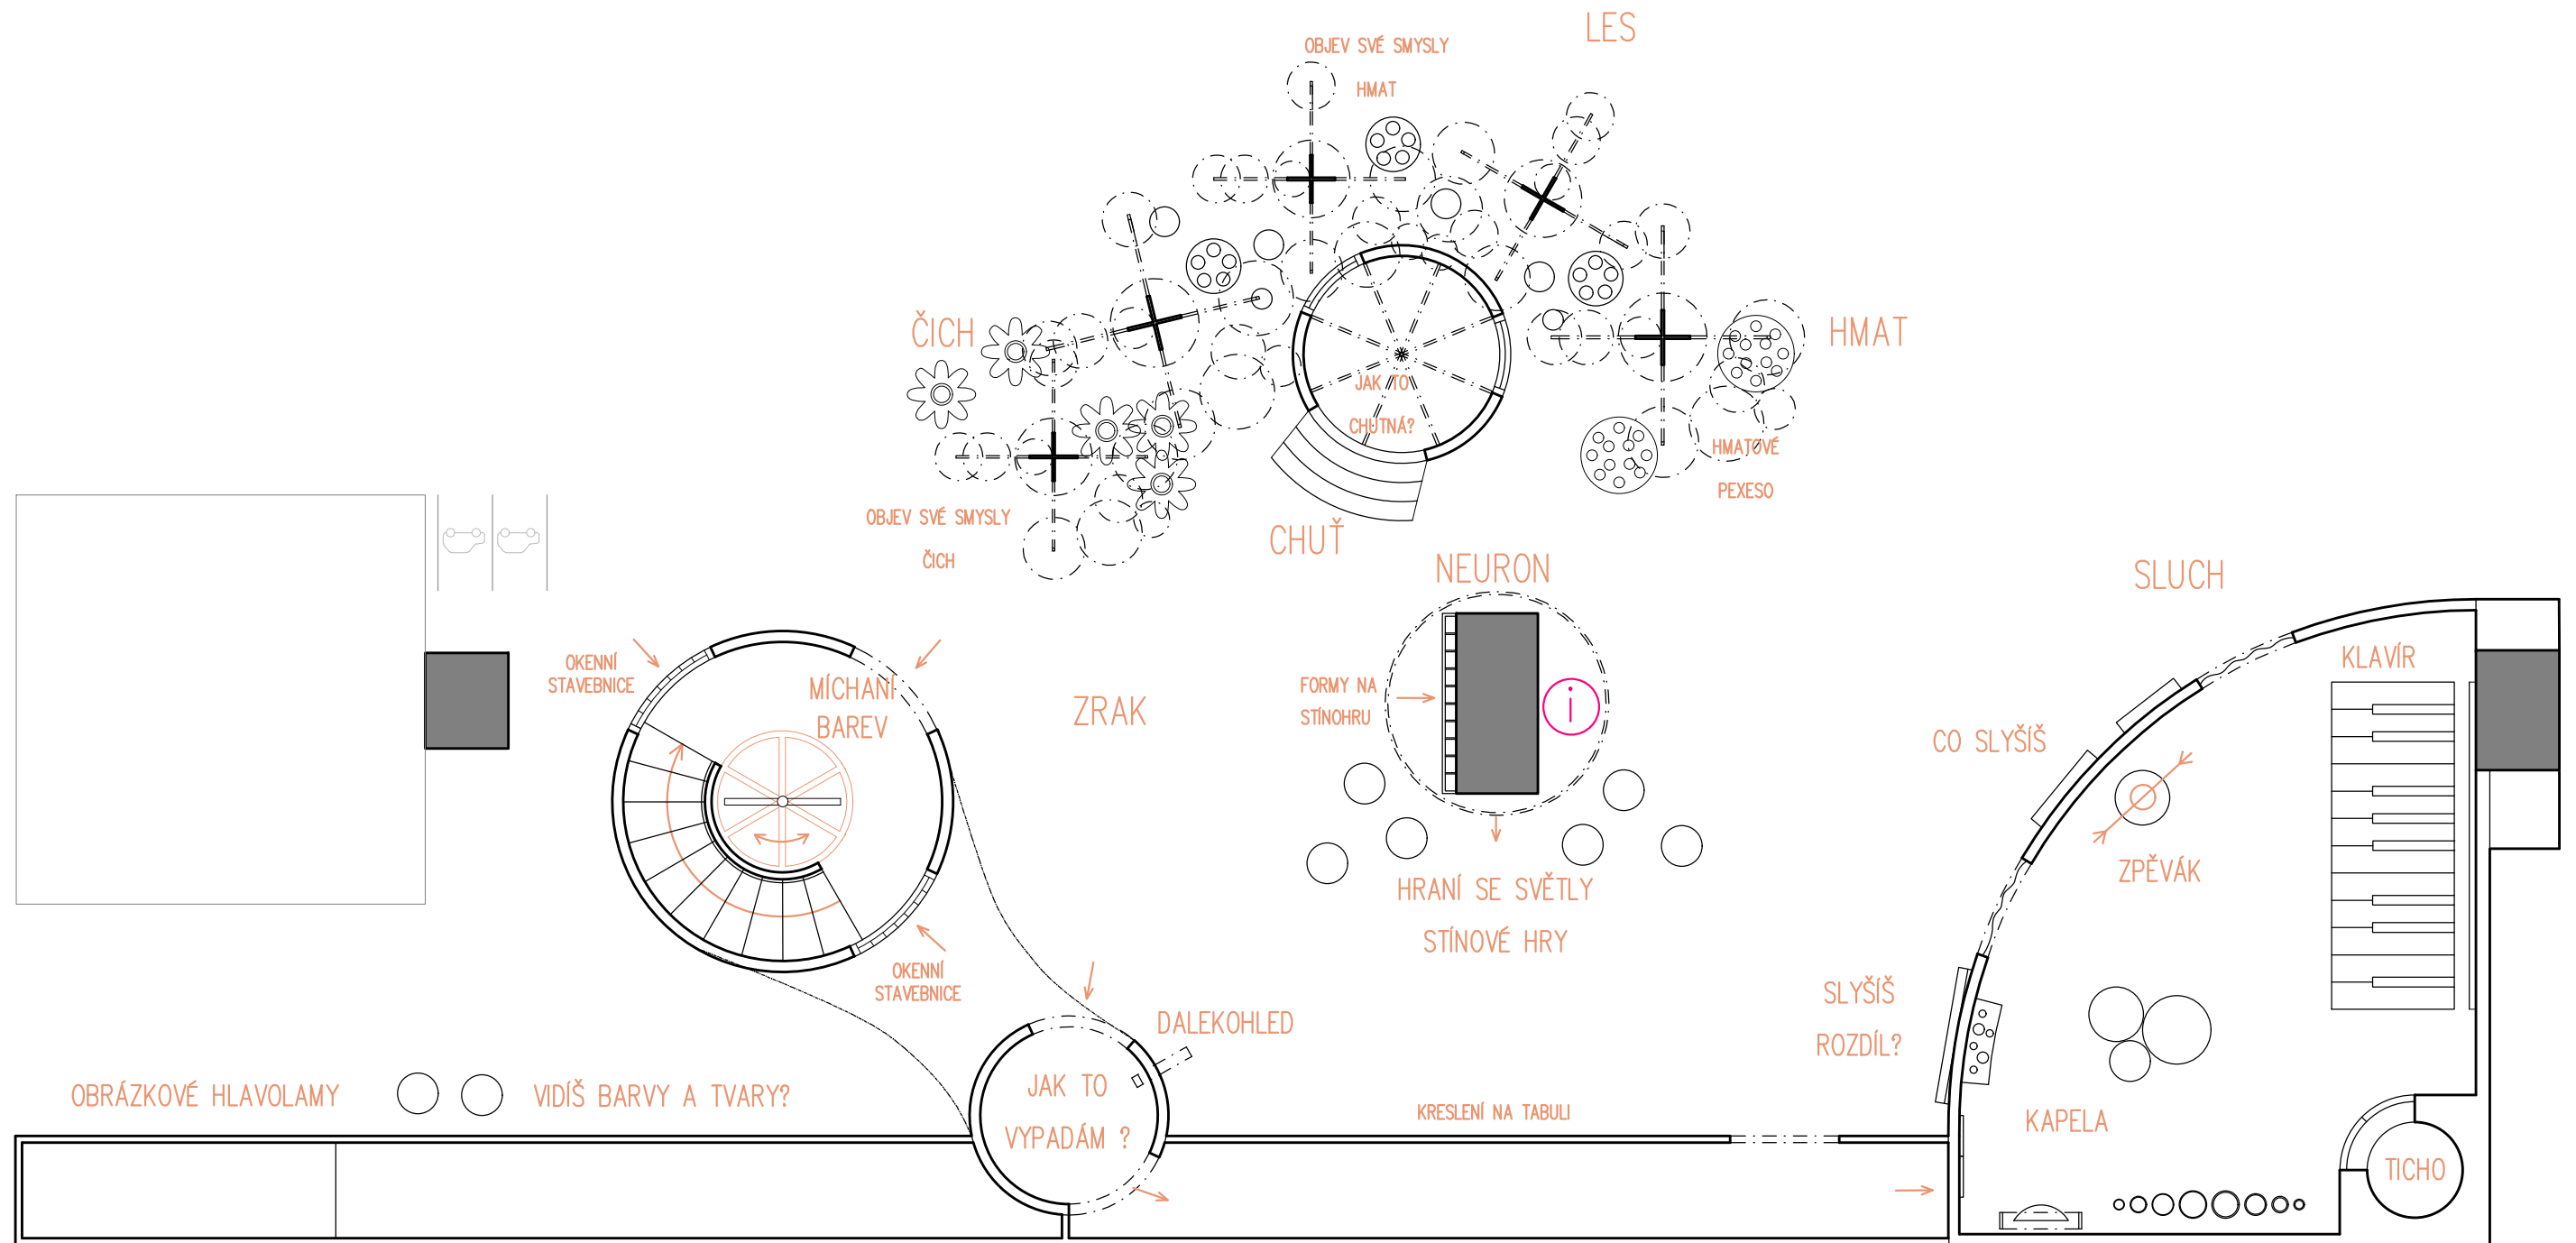 LES
OBJEV SVÉ SMYSLY
HMAT
ČICH
HMAT
JAK TO
CHUTNÁ?
HMATOVÉ
PEXESO
OBJEV SVÉ SMYSLY
ČICH
CHUŤ
NEURON
SLUCH
OKENNÍ
STAVEBNICE
MÍCHANÍ
BAREV
ZRAK
FORMY NA
STÍNOHRU
i
KLAVÍR
CO SLYŠÍŠ
ZPĚVÁK
HRANÍ SE SVĚTLY
STÍNOVÉ HRY
OKENNÍ
STAVEBNICE
SLYŠÍŠ
ROZDÍL?
DALEKOHLED
OBRÁZKOVÉ HLAVOLAMY
VIDÍŠ BARVY A TVARY?
JAK TO
VYPADÁM ?
KRESLENÍ NA TABULI
KAPELA
TICHO